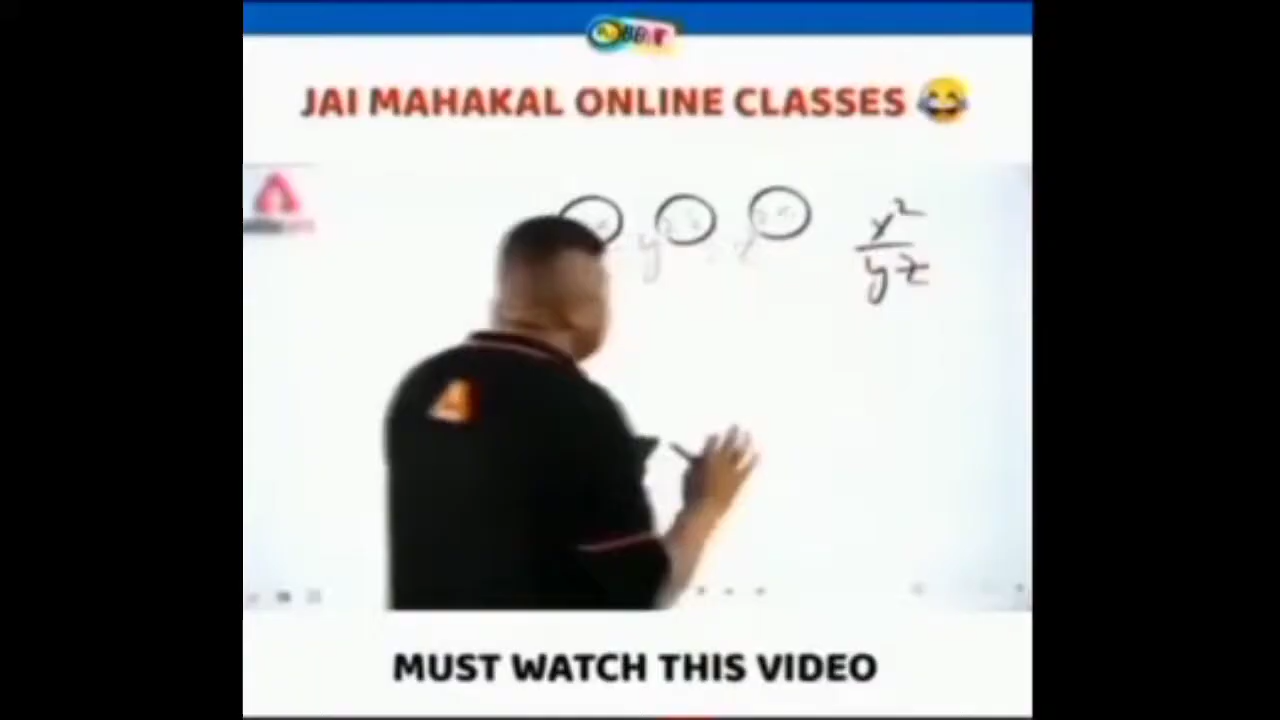 JAI MAHAKAL ONLINE CLASSES 😂
x²
yz
MUST WATCH THIS VIDEO